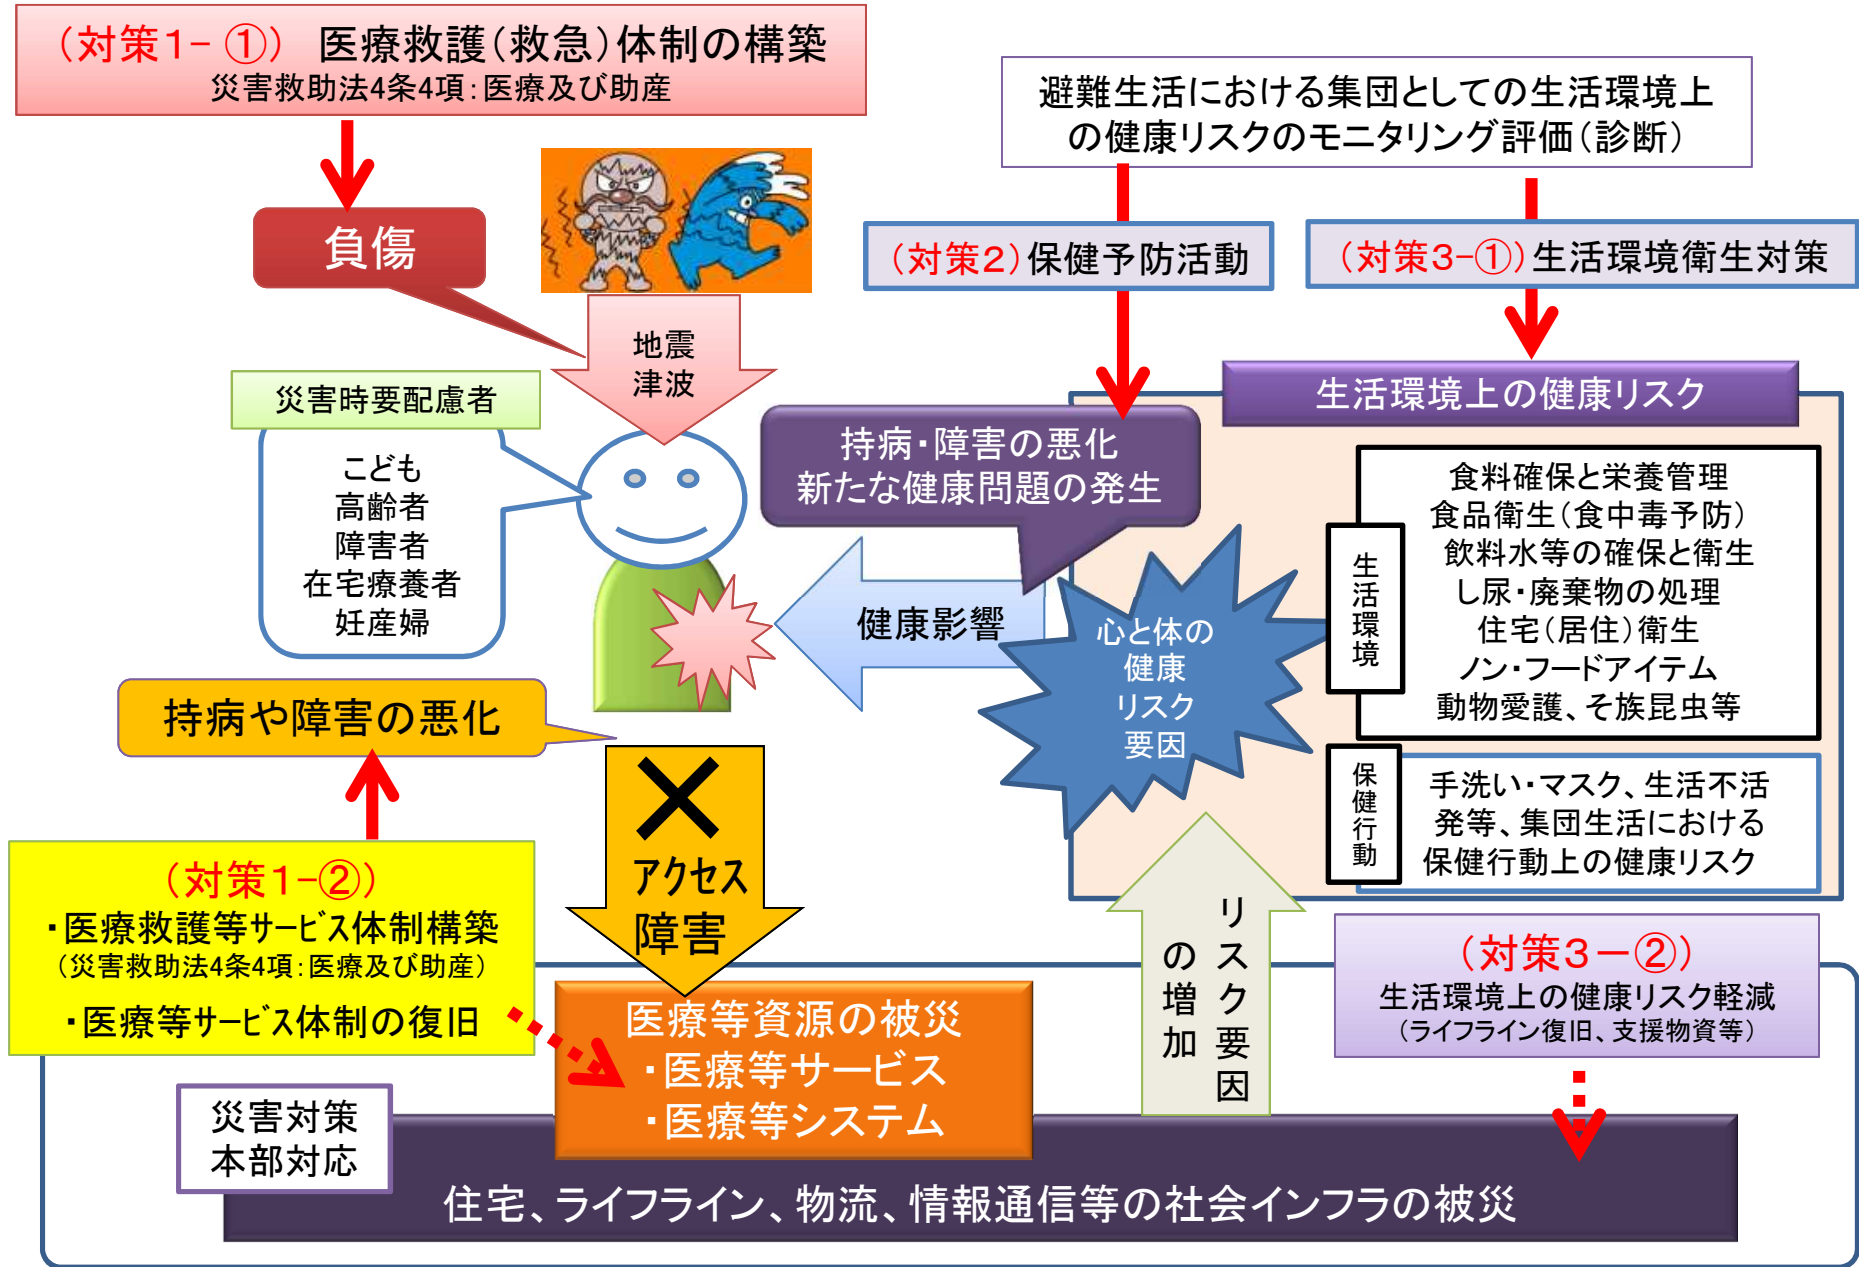 (対策1-①) 医療救護(救急)体制の構築
災害救助法4条4項:医療及び助産
避難生活における集団としての生活環境上
の健康リスクのモニタリング評価(診断)
負傷
(対策2)保健予防活動
(対策3-①)生活環境衛生対策
地震
津波
災害時要配慮者
こども
高齢者
障害者
在宅療養者
妊産婦
持病・障害の悪化
新たな健康問題の発生
生活環境上の健康リスク
生活環境
食料確保と栄養管理
食品衛生(食中毒予防)
飲料水等の確保と衛生
し尿・廃棄物の処理
住宅(居住)衛生
ノン・フードアイテム
動物愛護、そ族昆虫等
健康影響
心と体の
健康
リスク
要因
保健行動
手洗い・マスク、生活不活
発等、集団生活における
保健行動上の健康リスク
持病や障害の悪化
アクセス
障害
(対策1-②)
・医療救護等サービス体制構築
(災害救助法4条4項:医療及び助産)
・医療等サービス体制の復旧
リスク要因
の増加
(対策3-②)
生活環境上の健康リスク軽減
(ライフライン復旧、支援物資等)
医療等資源の被災
・医療等サービス
・医療等システム
災害対策
本部対応
住宅、ライフライン、物流、情報通信等の社会インフラの被災